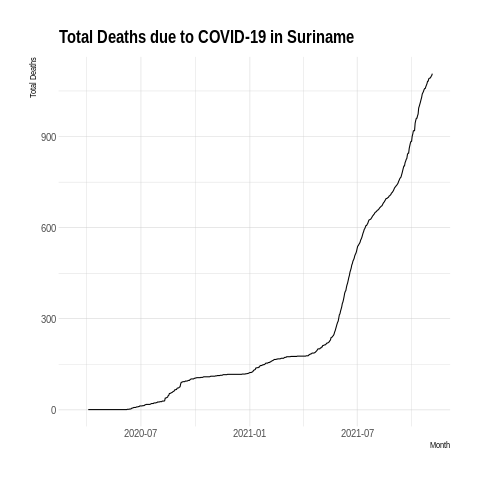 Total Deaths due to COVID-19 in Suriname
Total Deaths
900
600
300
0
2020-07
2021-01
2021-07
Month